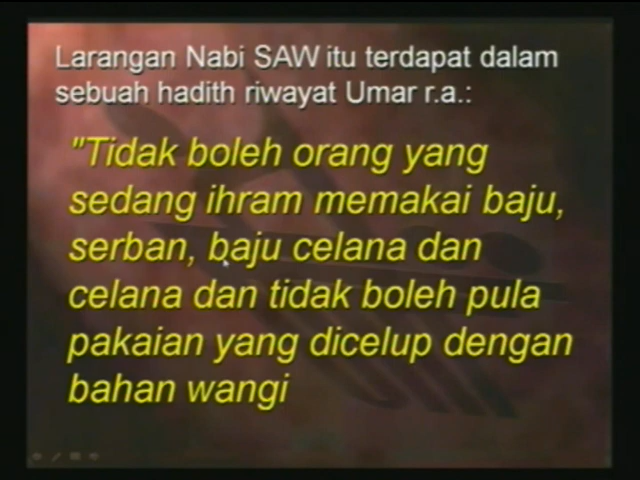 Larangan Nabi SAW itu terdapat dalam
sebuah hadith riwayat Umar r.a.:
"Tidak boleh orang yang
sedang ihram memakai baju,
serban, baju celana dan
celana dan tidak boleh pula
pakaian yang dicelup dengan
bahan wangi